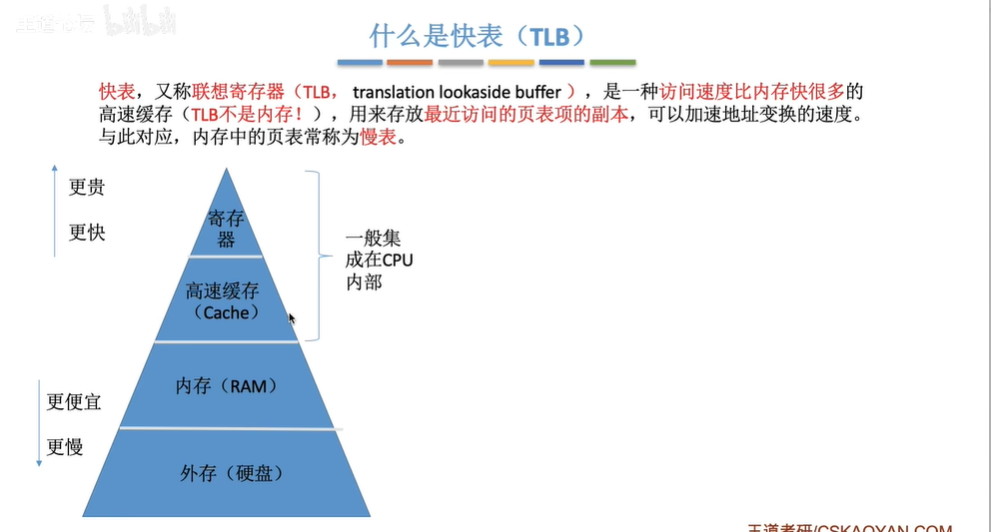 什么是快表（TLB）
快表，又称联想寄存器（TLB， translation lookaside buffer ），是一种访问速度比内存快很多的
高速缓存（TLB不是内存！），用来存放最近访问的页表项的副本，可以加速地址变换的速度。
与此对应，内存中的页表常称为慢表。
更贵
更快
寄存
器
高速缓存
（Cache）
一般集
成在CPU
内部
内存（RAM）
更便宜
更慢
外存（硬盘）
王道考研/CSKAOYAN.COM